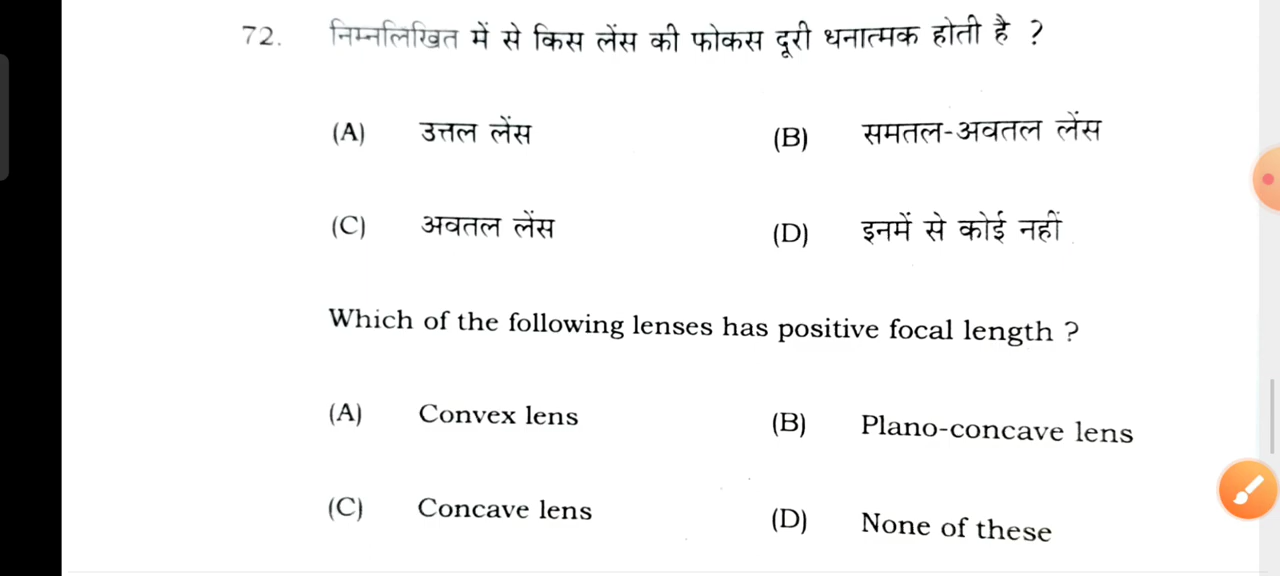 72. निम्नलिखित में से किस लेंस की फोकस दूरी धनात्मक होती है ?
(A) उत्तल लेंस (B) समतल-अवतल लेंस
(C) अवतल लेंस (D) इनमें से कोई नहीं
Which of the following lenses has positive focal length ?
(A) Convex lens (B) Plano-concave lens
(C) Concave lens (D) None of these